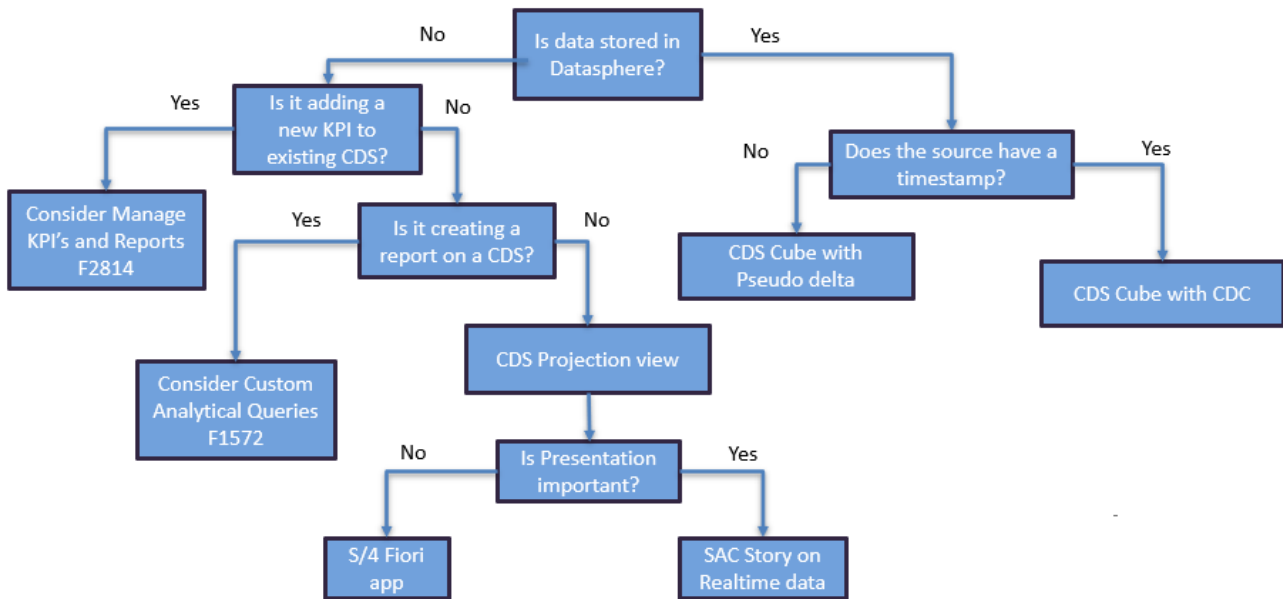 No
Is data stored in
Datasphere?
Yes
Yes
Is it adding a
new KPI to
existing CDS?
No
No
Does the source have a
timestamp?
Yes
Consider Manage
KPI's and Reports
F2814
Yes
Is it creating a
report on a CDS?
No
CDS Cube with
Pseudo delta
CDS Cube with CDC
CDS Projection view
Consider Custom
Analytical Queries
F1572
No
Is Presentation
important?
Yes
S/4 Fiori
app
SAC Story on
Realtime data
-